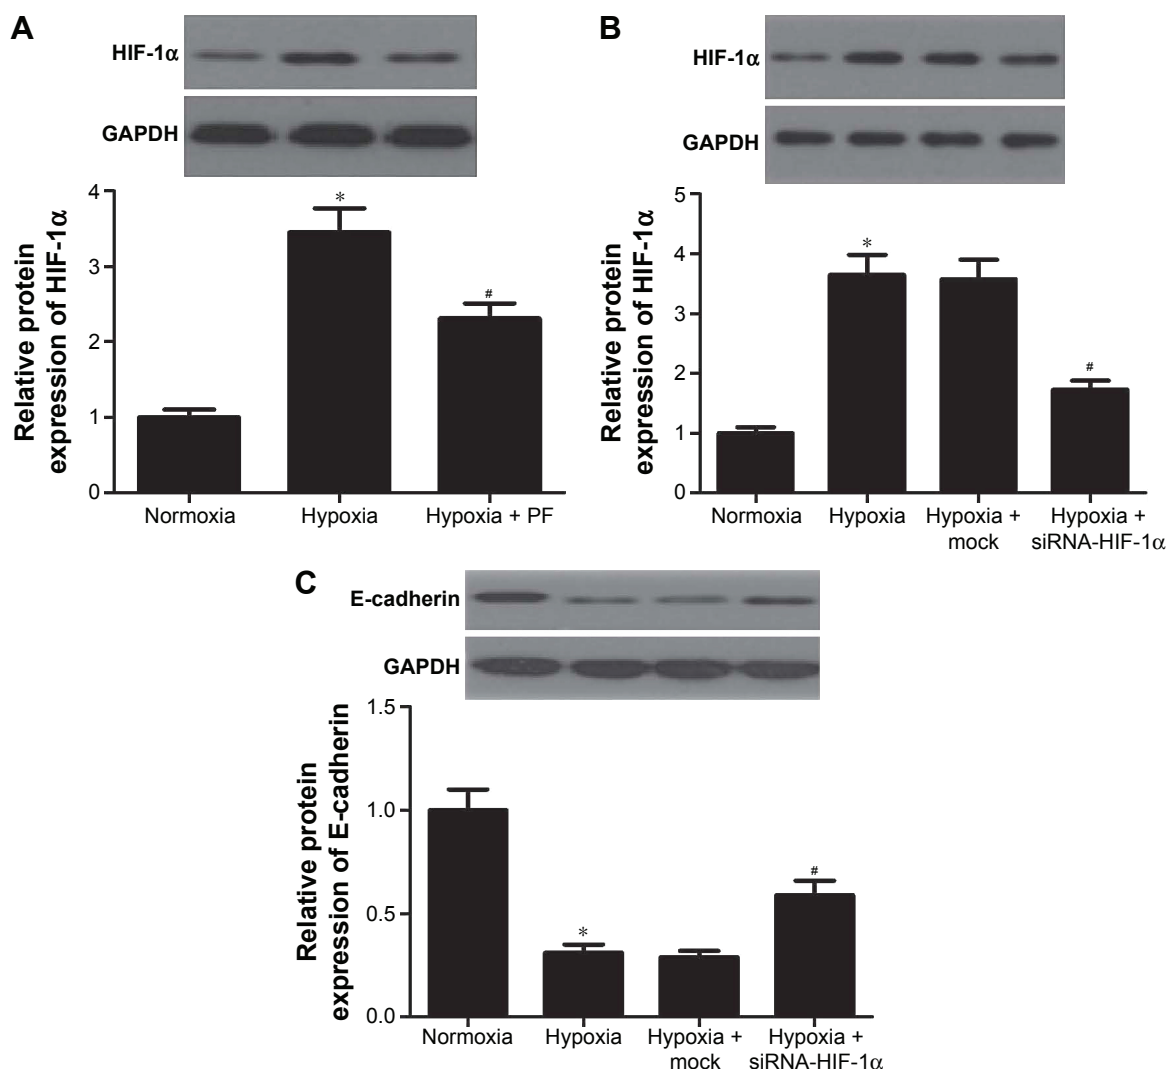 A
HIF-1α
GAPDH
Relative protein
expression of HIF-1α
4
3
2
1
0
*
#
Normoxia
Hypoxia
Hypoxia + PF
B
HIF-1α
GAPDH
Relative protein
expression of HIF-1α
5
4
3
2
1
0
*
#
Normoxia
Hypoxia
Hypoxia +
mock
Hypoxia +
siRNA-HIF-1α
C
E-cadherin
GAPDH
Relative protein
expression of E-cadherin
1.5
1.0
0.5
0.0
*
#
Normoxia
Hypoxia
Hypoxia +
mock
Hypoxia +
siRNA-HIF-1α